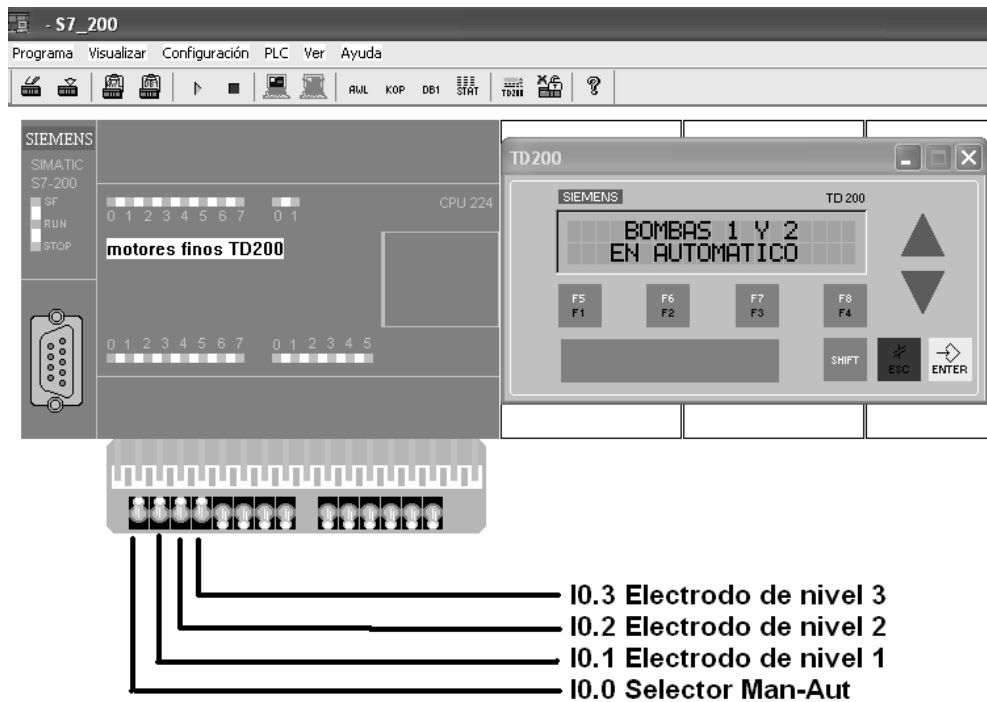 - S7_200
Programa Visualizar Configuración PLC Ver Ayuda
AWL KOP DB1 STAT TD200
SIEMENS
SIMATIC
S7-200
SF
RUN
STOP
0 1 2 3 4 5 6 7 0 1
CPU 224
motores finos TD200
0 1 2 3 4 5 6 7 0 1 2 3 4 5
TD200
SIEMENS TD 200
BOMBAS 1 Y 2
EN AUTOMATICO
F5 F6 F7 F8
F1 F2 F3 F4
SHIFT ESC ENTER
I0.3 Electrodo de nivel 3
I0.2 Electrodo de nivel 2
I0.1 Electrodo de nivel 1
I0.0 Selector Man-Aut